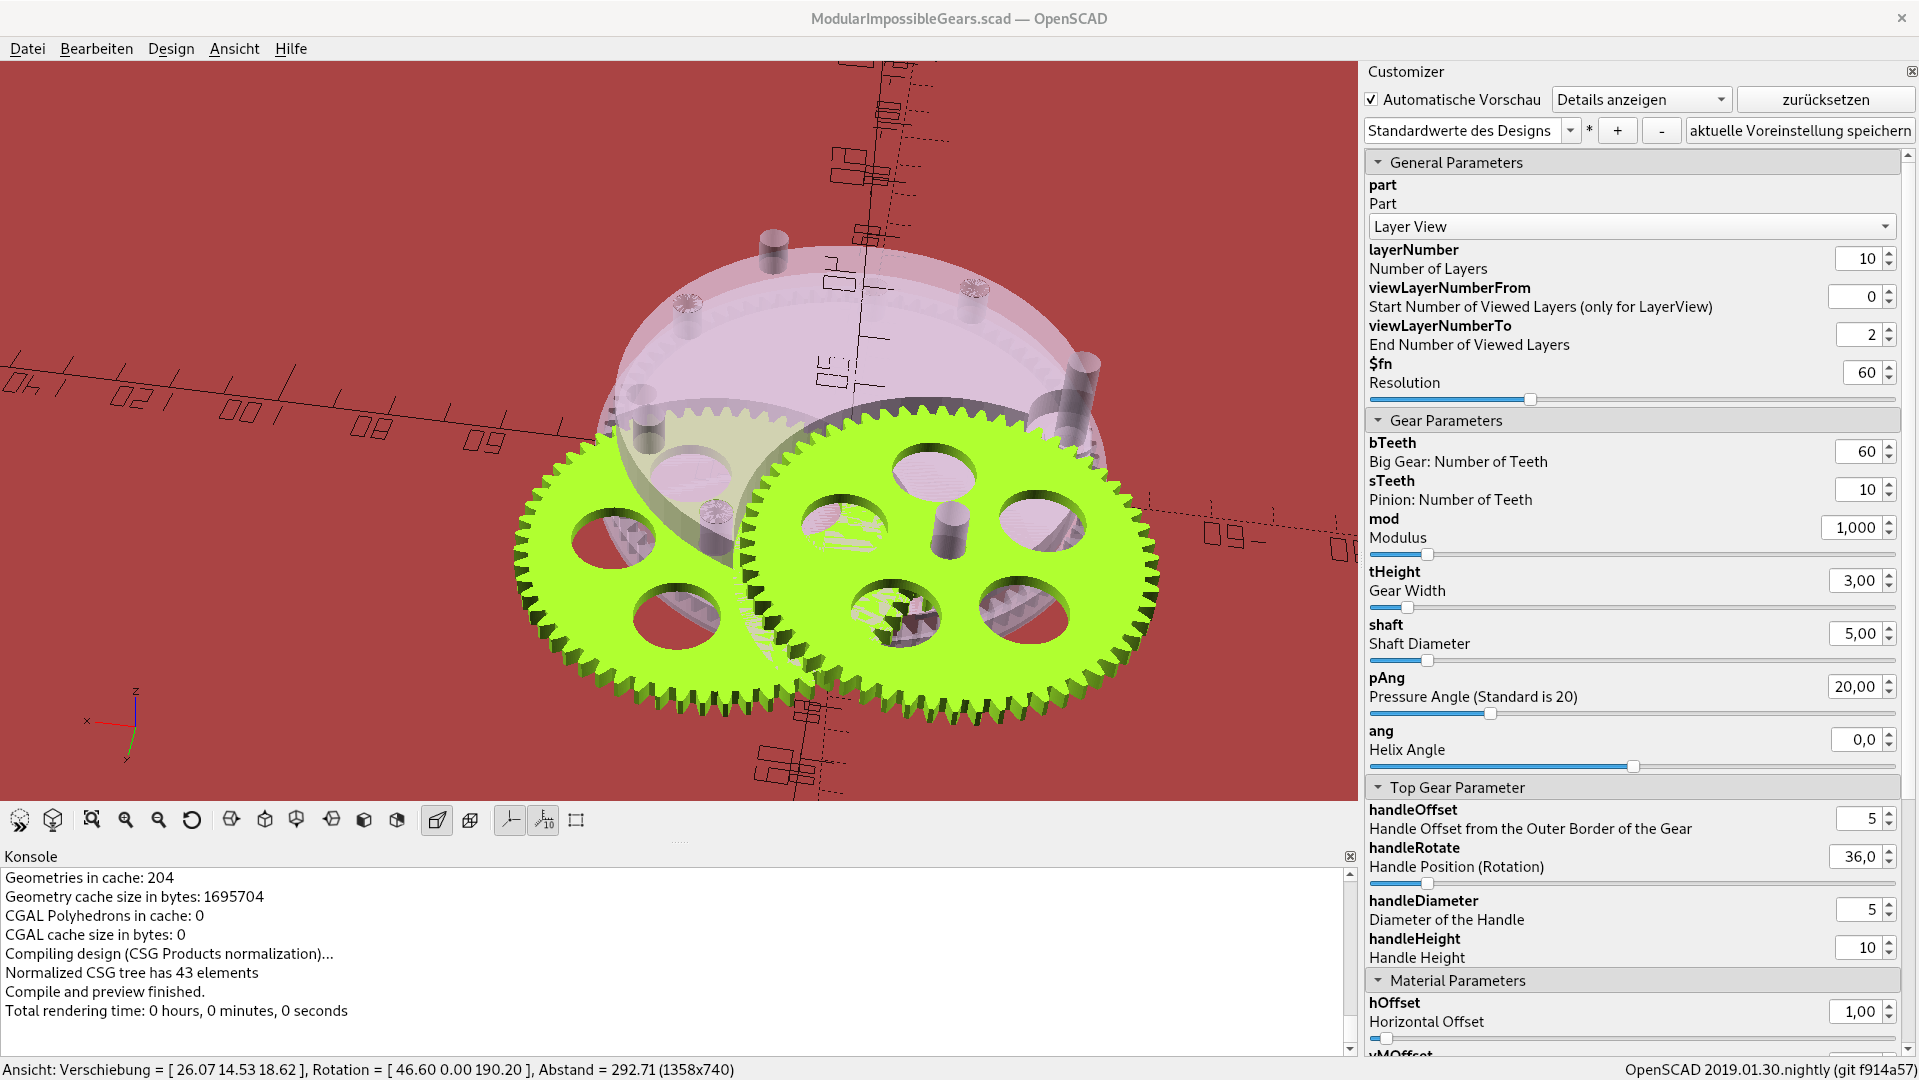 ModularImpossibleGears.scad — OpenSCAD
Datei Bearbeiten Design Ansicht Hilfe
Customizer
Automatische Vorschau Details anzeigen zurücksetzen
Standardwerte des Designs * + - aktuelle Voreinstellung speichern
General Parameters
part
Part
Layer View
layerNumber
Number of Layers 10
viewLayerNumberFrom
Start Number of Viewed Layers (only for LayerView) 0
viewLayerNumberTo
End Number of Viewed Layers 2
$fn
Resolution 60
Gear Parameters
bTeeth
Big Gear: Number of Teeth 60
sTeeth
Pinion: Number of Teeth 10
mod
Modulus 1,000
tHeight
Gear Width 3,00
shaft
Shaft Diameter 5,00
pAng
Pressure Angle (Standard is 20) 20,00
ang
Helix Angle 0,0
Top Gear Parameter
handleOffset
Handle Offset from the Outer Border of the Gear 5
handleRotate
Handle Position (Rotation) 36,0
handleDiameter
Diameter of the Handle 5
handleHeight
Handle Height 10
Material Parameters
hOffset
Horizontal Offset 1,00
z
x
y
10
Konsole
Geometries in cache: 204
Geometry cache size in bytes: 1695704
CGAL Polyhedrons in cache: 0
CGAL cache size in bytes: 0
Compiling design (CSG Products normalization)...
Normalized CSG tree has 43 elements
Compile and preview finished.
Total rendering time: 0 hours, 0 minutes, 0 seconds
Ansicht: Verschiebung = [ 26.07 14.53 18.62 ], Rotation = [ 46.60 0.00 190.20 ], Abstand = 292.71 (1358x740)
OpenSCAD 2019.01.30.nightly (git f914a57)